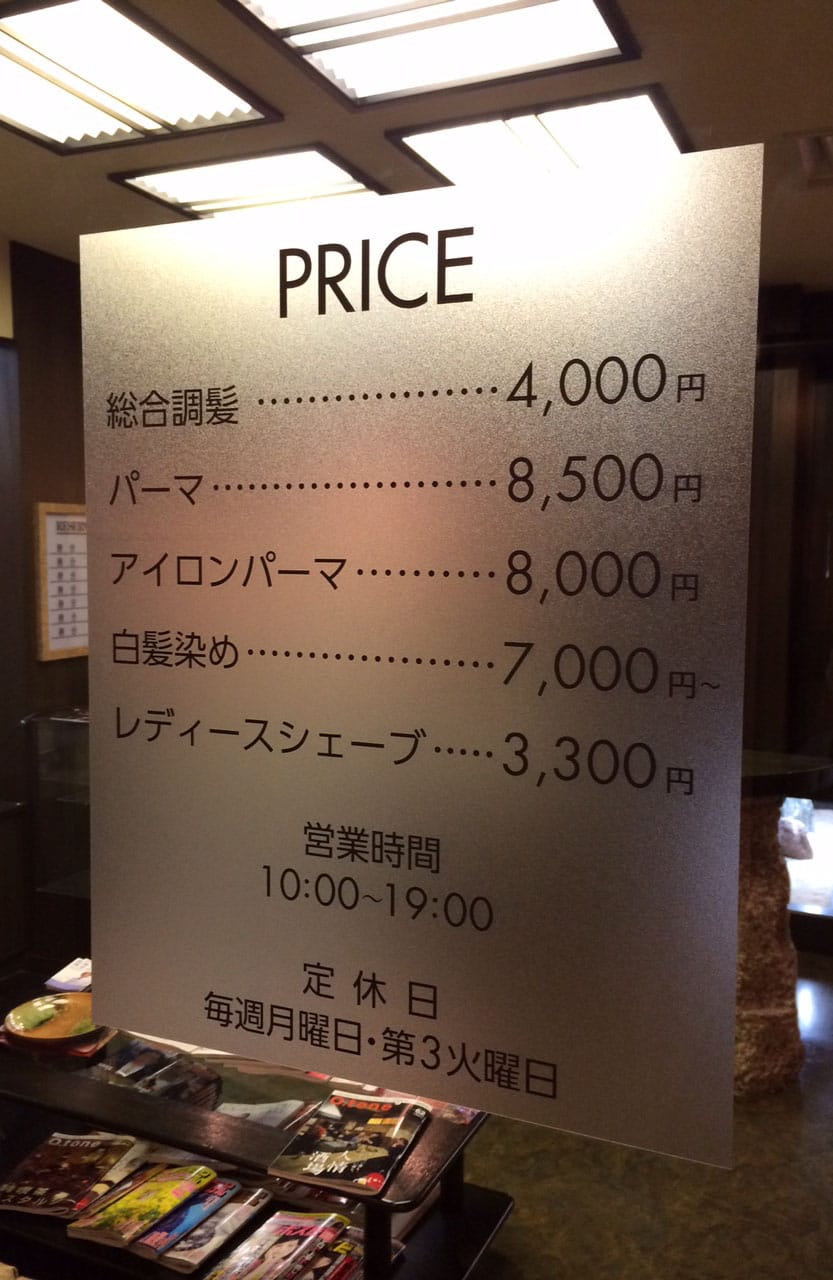 PRICE
総合調髪 ………………… 4,000円
パーマ …………………… 8,500円
アイロンパーマ ………… 8,000円
白髪染め ………………… 7,000円~
レディースシェーブ …… 3,300円
営業時間
10:00~19:00
定休日
毎週月曜日・第3火曜日
O.tone
O.tone